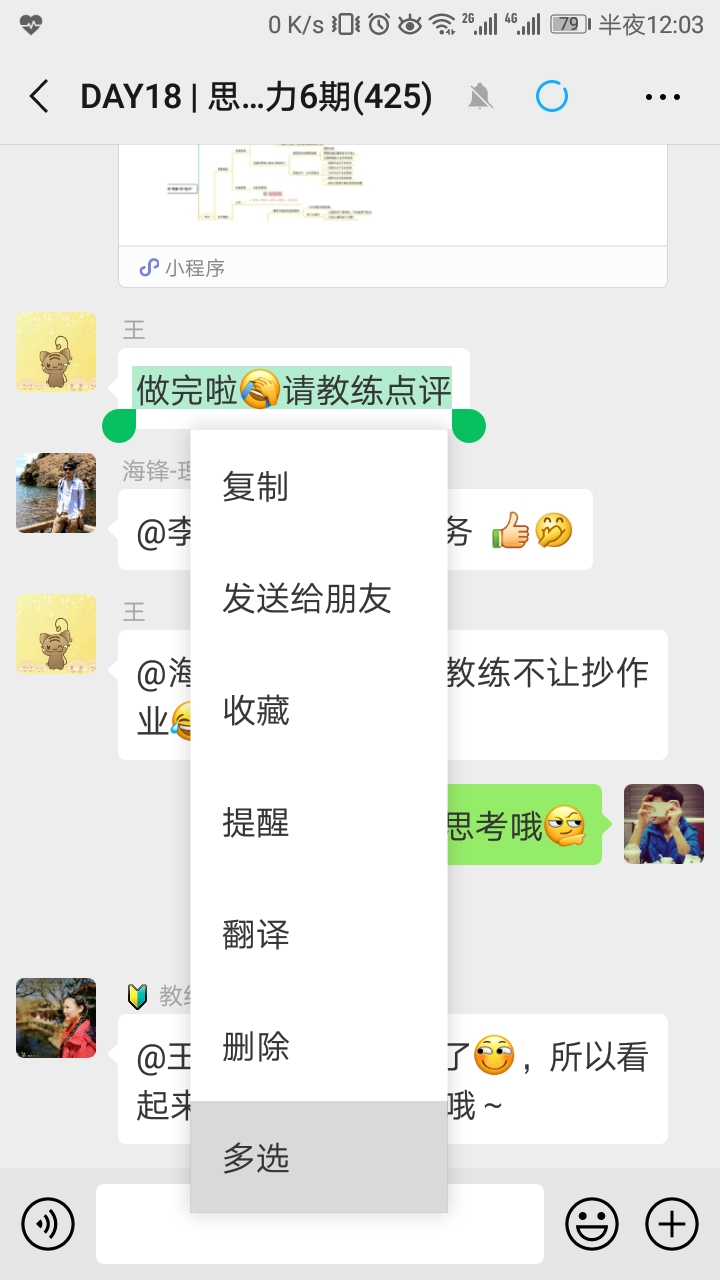 0 K/s 2G 4G 79 半夜12:03
DAY18 | 思...力6期(425)
小程序
王
做完啦🤣请教练点评
复制
海锋-理
@李
务 👍🤭
发送给朋友
王
@海
教练不让抄作
业😂
收藏
提醒
思考哦
翻译
🔰 教练
删除
@王
了，所以看
起来
哦~
多选